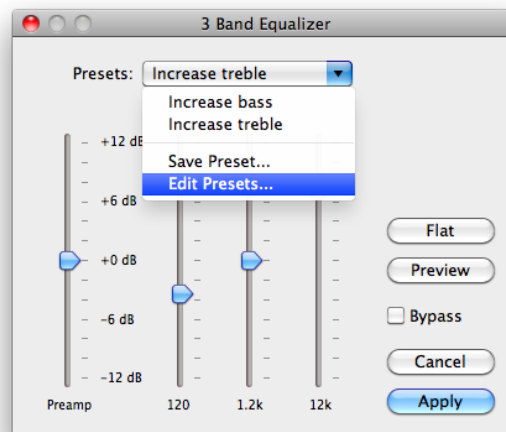 3 Band Equalizer
Presets: Increase treble
Increase bass
Increase treble
Save Preset...
Edit Presets...
+12 dB
+6 dB
+0 dB
-6 dB
-12 dB
Preamp 120 1.2k 12k
Flat
Preview
Bypass
Cancel
Apply